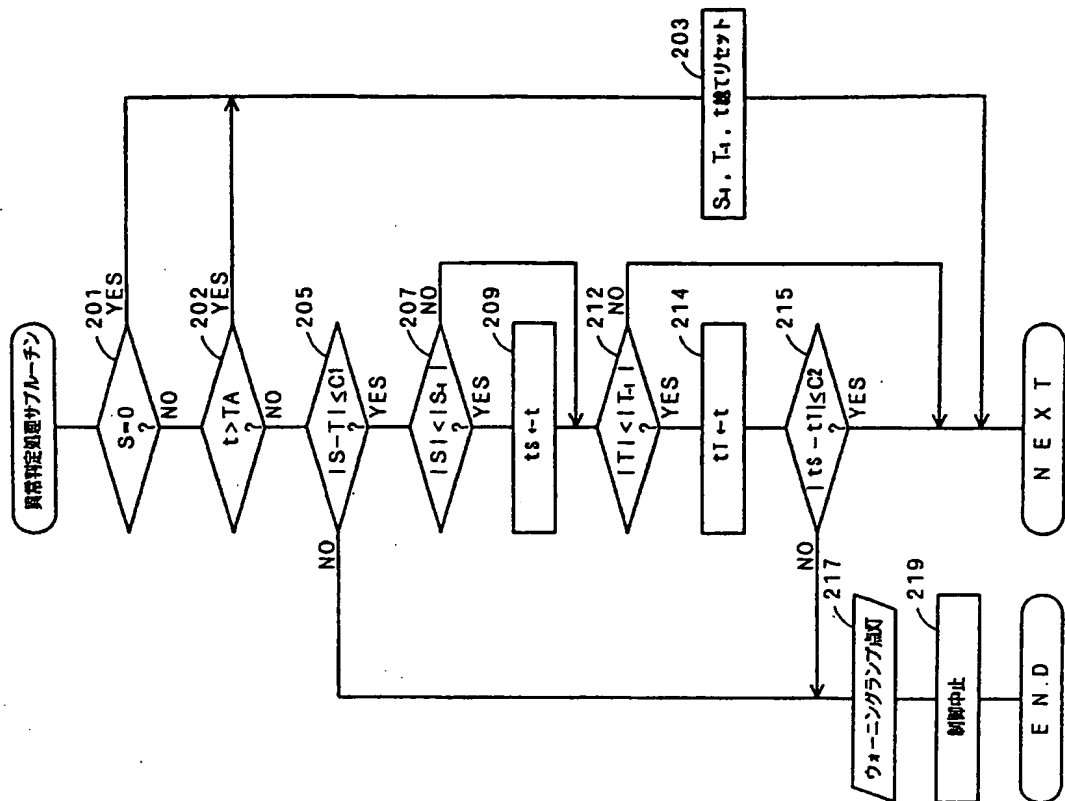 異常判定処理サブルーチン
201
S=0
?
YES
NO
202
t>TA
?
YES
NO
203
S-1, T-1, t捨てリセット
205
|S-T|≤C1
?
NO
YES
207
|S|<|S-1|
?
NO
YES
209
tS←t
212
|T|<|T-1|
?
NO
YES
214
tT←t
215
|tS-tT|≤C2
?
NO
YES
217
ウォーニングランプ点灯
219
制御中止
END
NEXT